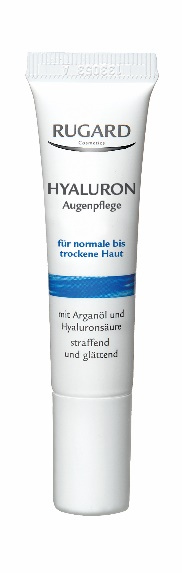 RUGARD
Cosmetics
HYALURON
Augenpflege
für normale bis
trockene Haut
mit Arganöl und
Hyaluronsäure
straffend
und glättend